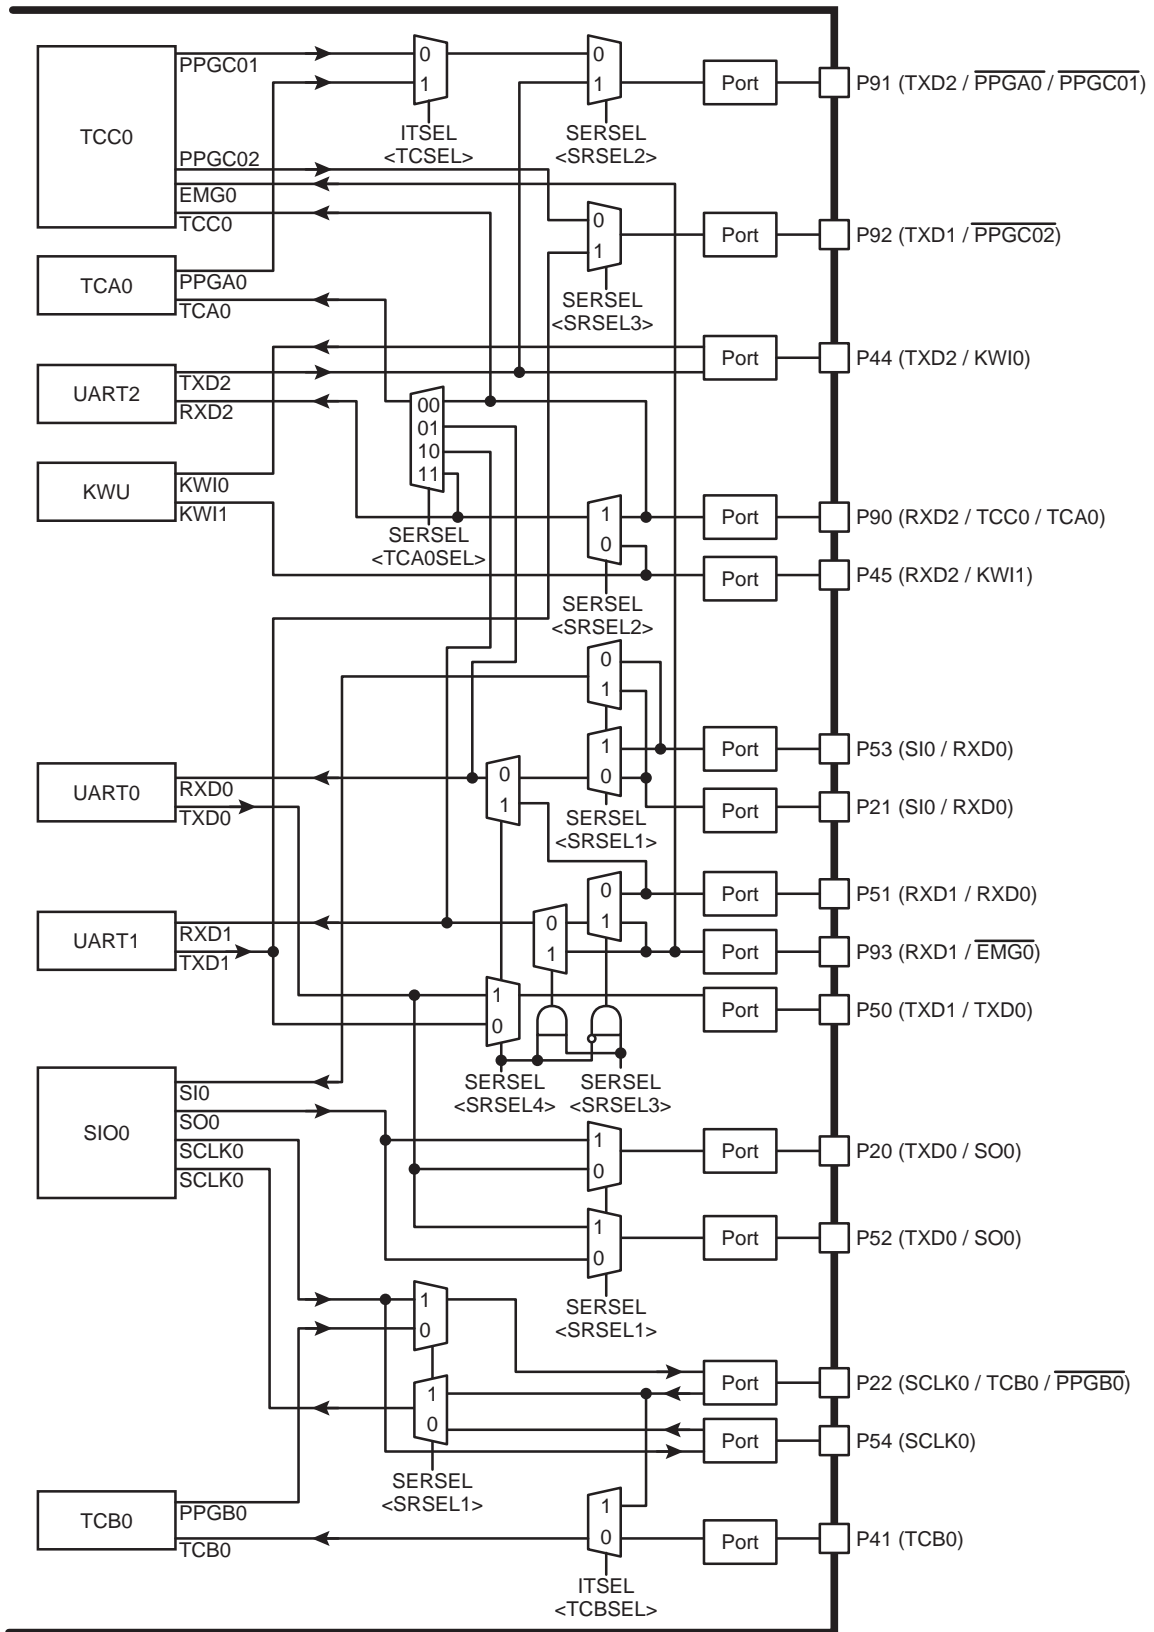 TCC0
PPGC01
PPGC02
EMG0
TCC0
0
1
ITSEL
<TCSEL>
0
1
SERSEL
<SRSEL2>
Port
P91 (TXD2 / PPGA0 / PPGC01)
0
1
SERSEL
<SRSEL3>
Port
P92 (TXD1 / PPGC02)
TCA0
PPGA0
TCA0
UART2
TXD2
RXD2
Port
P44 (TXD2 / KWI0)
00
01
10
11
SERSEL
<TCA0SEL>
KWU
KWI0
KWI1
1
0
SERSEL
<SRSEL2>
Port
P90 (RXD2 / TCC0 / TCA0)
Port
P45 (RXD2 / KWI1)
0
1
1
0
SERSEL
<SRSEL1>
Port
P53 (SI0 / RXD0)
Port
P21 (SI0 / RXD0)
UART0
RXD0
TXD0
0
1
0
1
Port
P51 (RXD1 / RXD0)
UART1
RXD1
TXD1
0
1
Port
P93 (RXD1 / EMG0)
1
0
Port
P50 (TXD1 / TXD0)
SERSEL
<SRSEL4>
SERSEL
<SRSEL3>
SIO0
SI0
SO0
SCLK0
SCLK0
1
0
Port
P20 (TXD0 / SO0)
1
0
SERSEL
<SRSEL1>
Port
P52 (TXD0 / SO0)
1
0
Port
P22 (SCLK0 / TCB0 / PPGB0)
1
0
SERSEL
<SRSEL1>
Port
P54 (SCLK0)
TCB0
PPGB0
TCB0
1
0
ITSEL
<TCBSEL>
Port
P41 (TCB0)